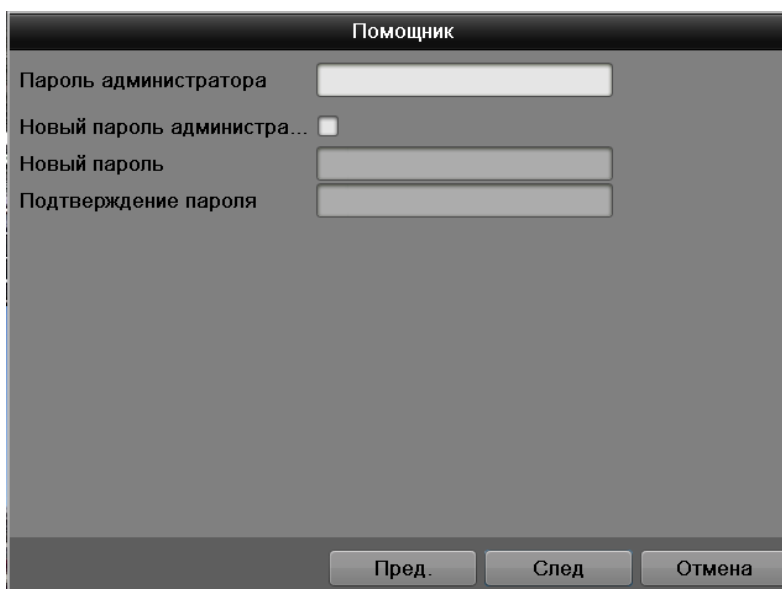 Помощник
Пароль администратора
Новый пароль администра...
Новый пароль
Подтверждение пароля
Пред. След Отмена